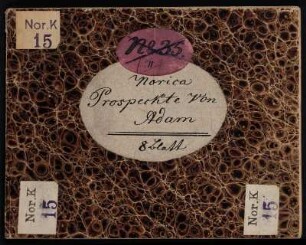 Nor. K
15
Norica
Prospeckte von
Adam
8 Blatt
Nor. K
15
Nor. K
15